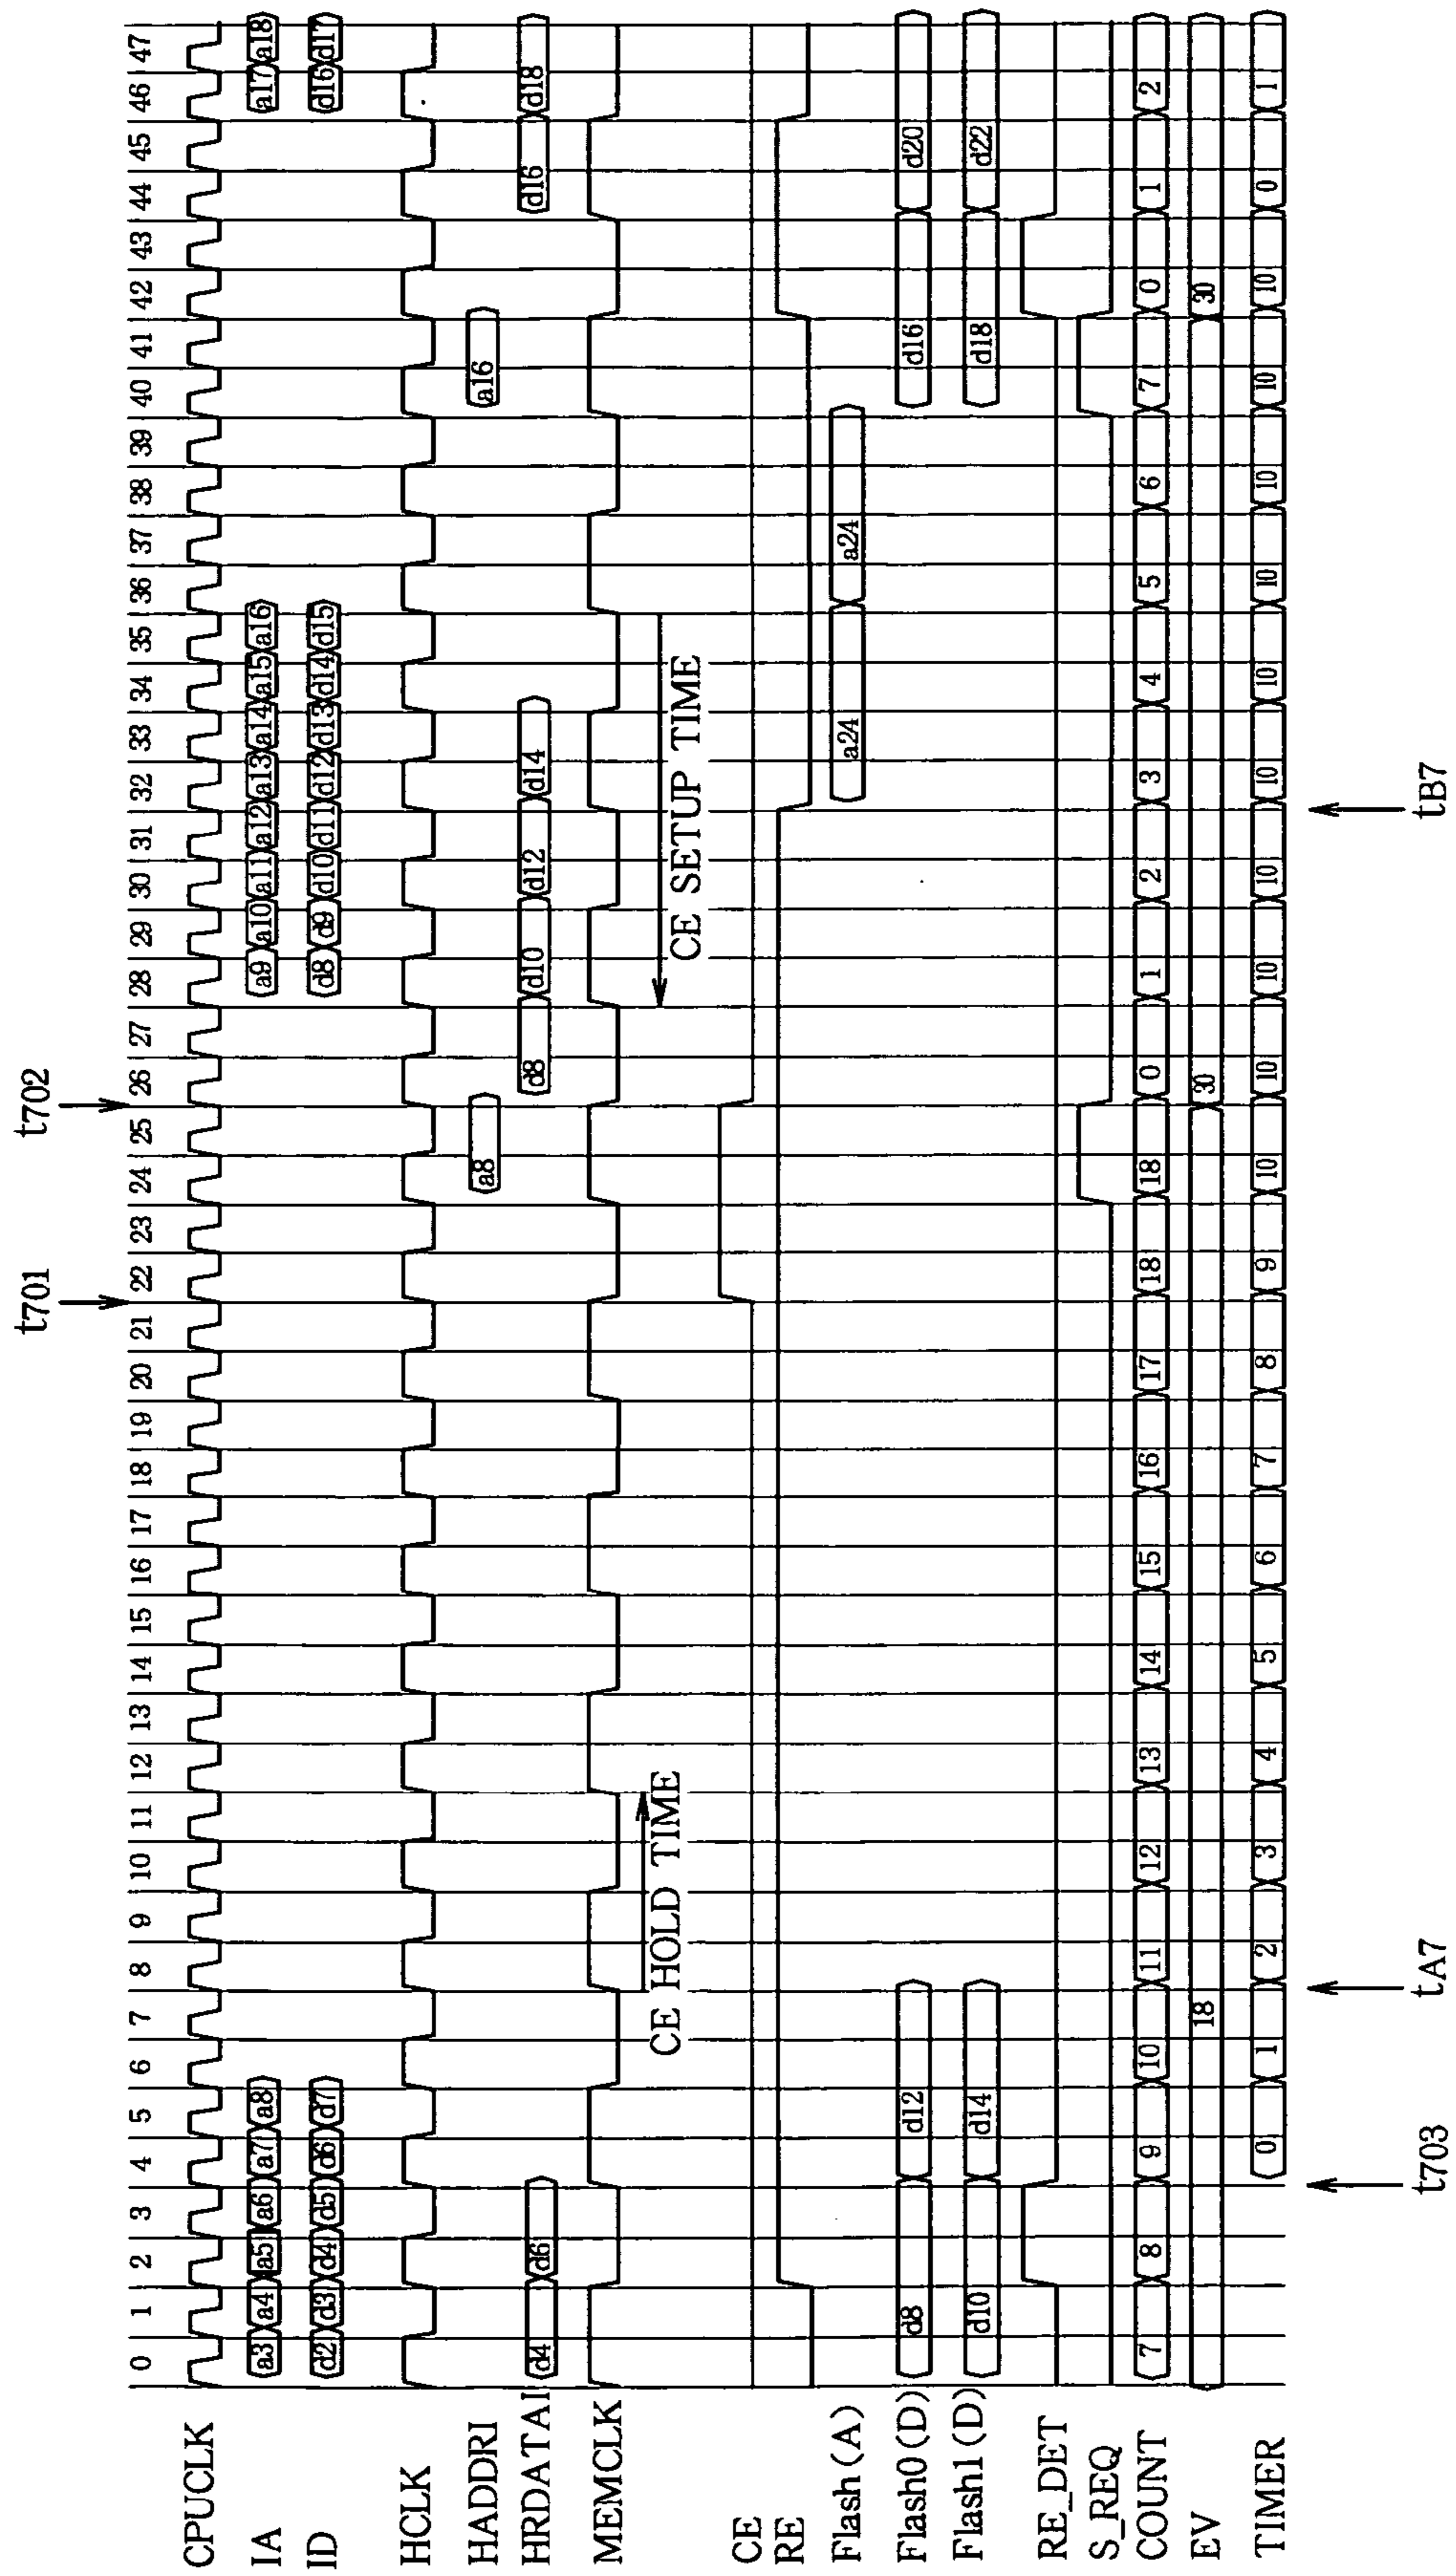 t701 t702
0 1 2 3 4 5 6 7 8 9 10 11 12 13 14 15 16 17 18 19 20 21 22 23 24 25 26 27 28 29 30 31 32 33 34 35 36 37 38 39 40 41 42 43 44 45 46 47
CPUCLK
IA a3 a4 a5 a6 a7 a8 a9 a10 a11 a12 a13 a14 a15 a16 a17 a18
ID d2 d3 d4 d5 d6 d7 d8 d9 d10 d11 d12 d13 d14 d15 d16 d17
HCLK
HADDRI a8 a16
HRDATAI d4 d6 d8 d10 d12 d14 d16 d18
MEMCLK
CE HOLD TIME CE SETUP TIME
CE
RE
Flash(A) a24 a24
Flash0(D) d8 d12 d16 d20
Flash1(D) d10 d14 d18 d22
RE_DET
S_REQ
COUNT 7 8 9 10 11 12 13 14 15 16 17 18 18 0 1 2 3 4 5 6 7 0 1 2
EV 18 30 30
TIMER 0 1 2 3 4 5 6 7 8 9 10 10 10 10 10 10 10 10 10 10 0 1
t703 tA7 tB7